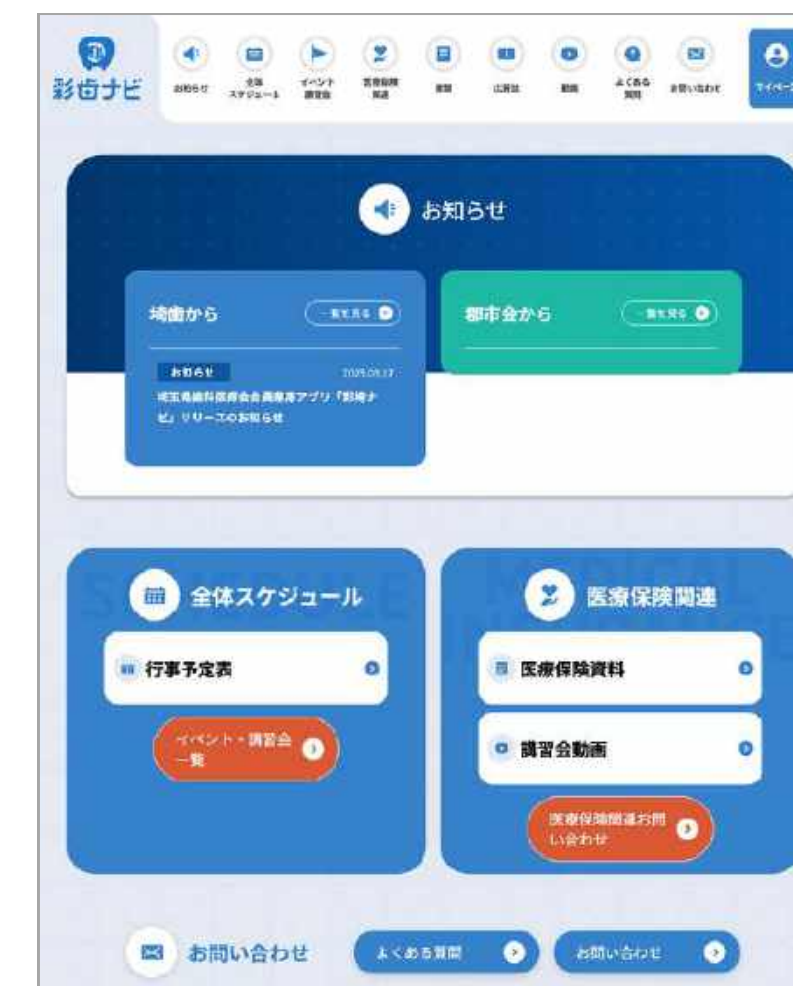 彩歯ナビ
お知らせ
全体
スケジュール
イベント
講習会
医療保険
関連
書類
広報誌
動画
よくある
質問
お問い合わせ
マイページ
お知らせ
埼歯から
一覧を見る
郡市会から
一覧を見る
お知らせ
埼玉県歯科医師会会員専用アプリ「彩歯ナ
ビ」リリースのお知らせ
SCHEDULE
MEDICAL
全体スケジュール
医療保険関連
行事予定表
医療保険資料
イベント・講習会
一覧
講習会動画
医療保険関連お問
い合わせ
お問い合わせ
よくある質問
お問い合わせ